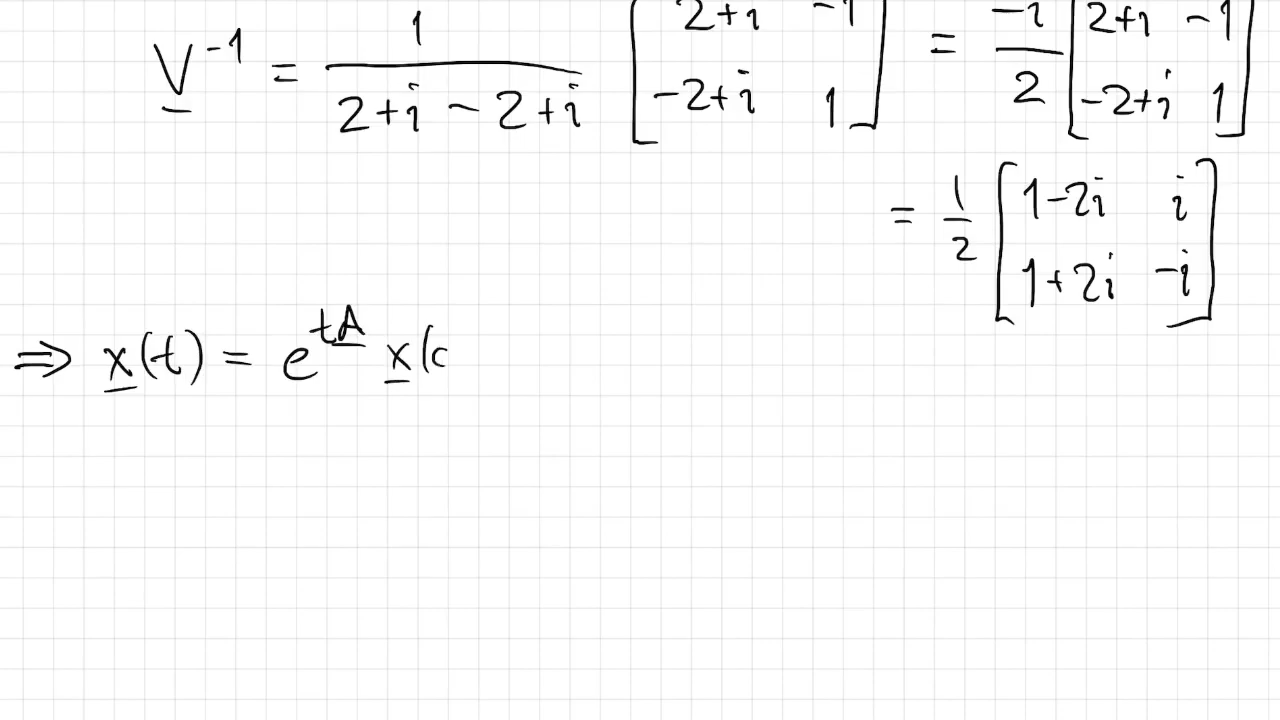 V⁻¹ = 1/(2+i-2+i) [2+i -1; -2+i 1] = -i/2 [2+i -1; -2+i 1]
= 1/2 [1-2i i; 1+2i -i]
⇒ x(t) = e^{tA} x(